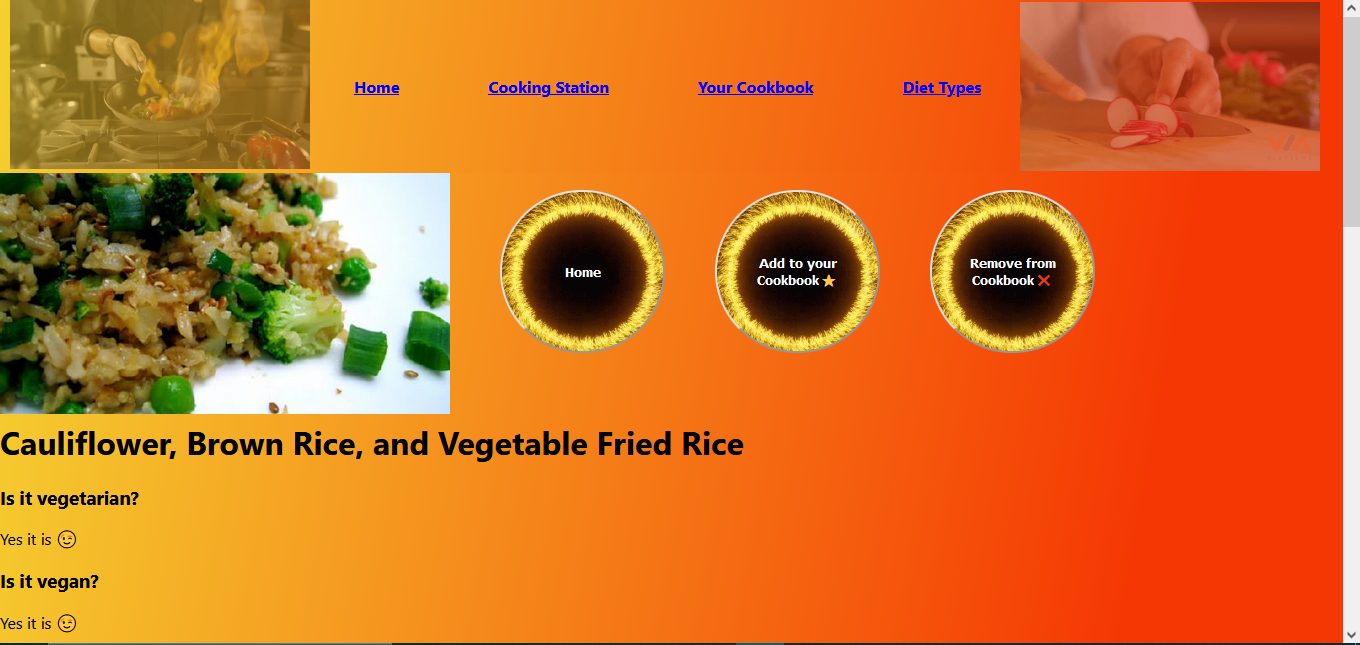 Home
Cooking Station
Your Cookbook
Diet Types
Home
Add to your
Cookbook ⭐
Remove from
Cookbook ❌
Cauliflower, Brown Rice, and Vegetable Fried Rice
Is it vegetarian?
Yes it is 😉
Is it vegan?
Yes it is 😉